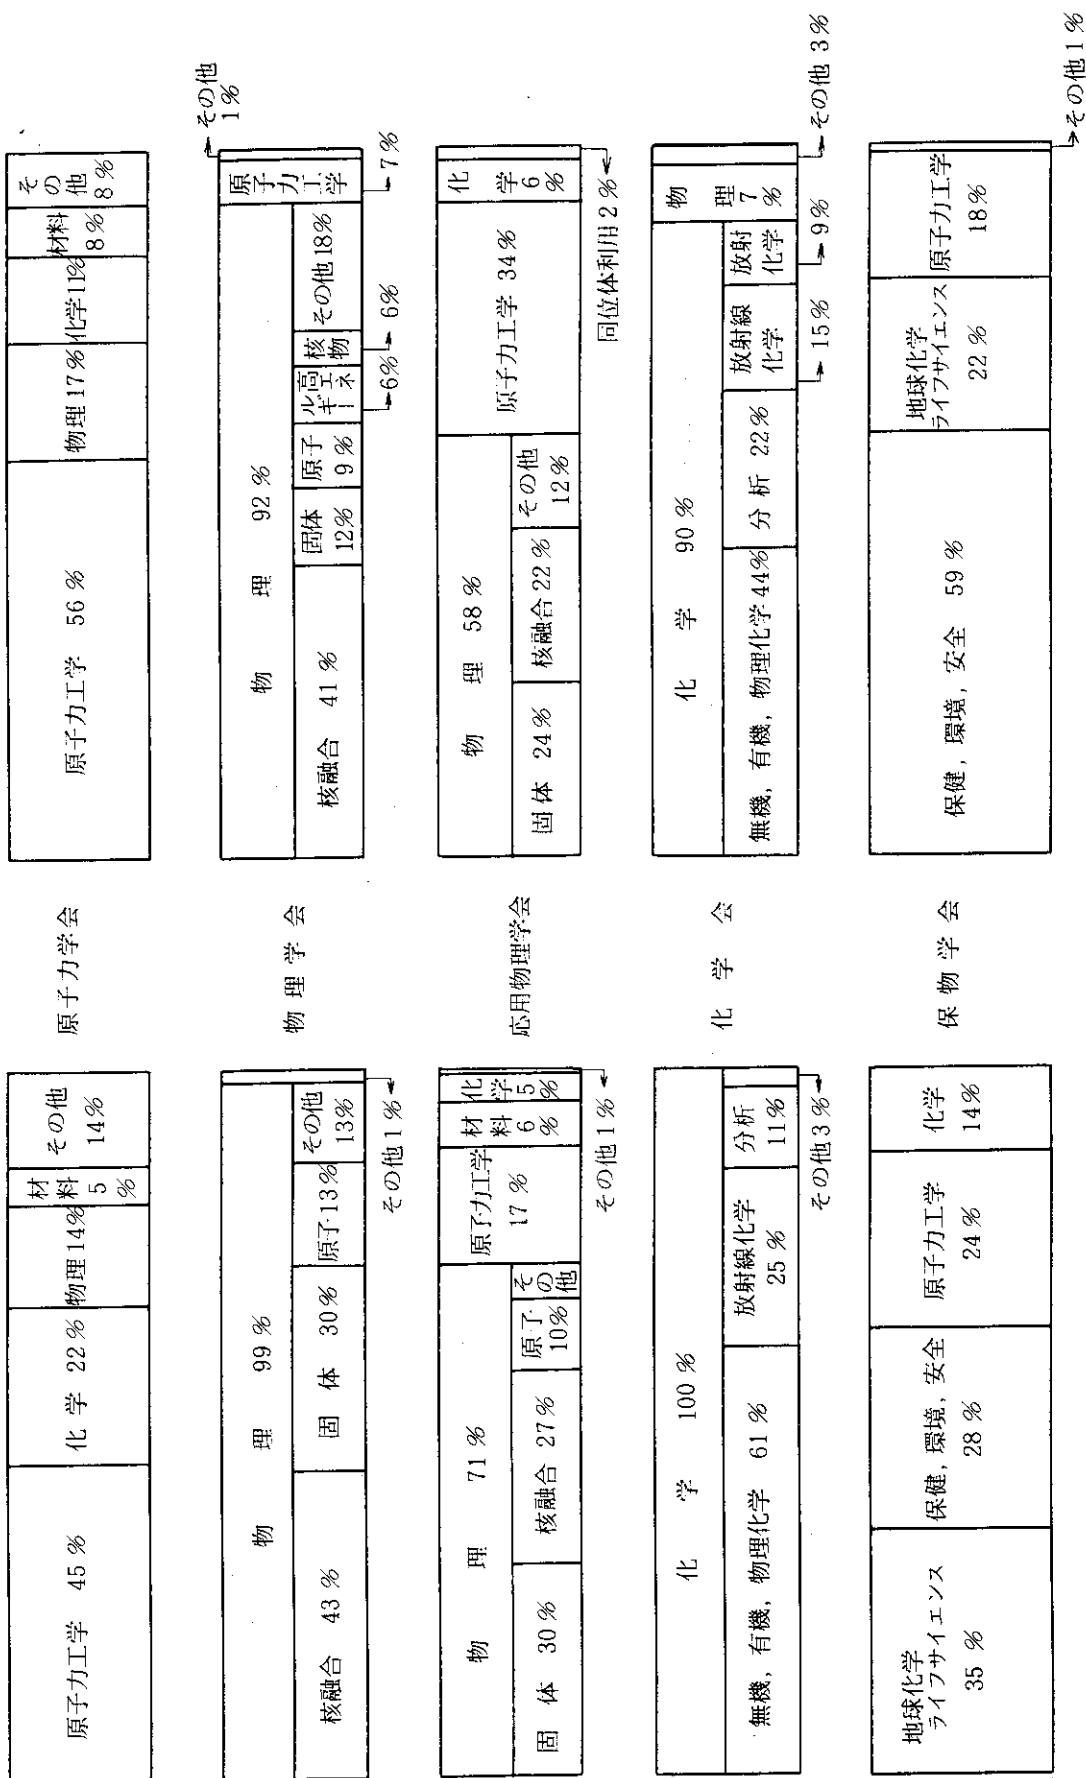 原子力学会
原子力工学 45%
化学 22%
物理14%
材料
5
%
その他
14%
原子力工学 56%
物理17%
化学11%
材料
8%
その他
8%
物理学会
物理 99%
核融合 43%
固体 30%
原子 13%
その他
13%
その他1%
物理 92%
核融合 41%
固体
12%
原子
9%
高エネ
ルギー
6%
核物
6%
その他18%
原子力工学
7%
その他
1%
応用物理学会
物理 71%
固体 30%
核融合 27%
原子
10%
その他
原子力工学
17%
材料
6
%
化学
5%
その他1%
物理 58%
固体 24%
核融合22%
その他
12%
原子力工学 34%
化学6
%
同位体利用2%
化学会
化学 100%
無機,有機,物理化学 61%
放射線化学
25%
分析
11%
その他3%
化学 90%
無機,有機,物理化学44%
分析 22%
放射線
化学
15%
放射
化学
9%
物理7
%
その他3%
保物学会
地球化学
ライフサイエンス
35%
保健,環境,安全
28%
原子力工学
24%
化学
14%
保健,環境,安全 59%
地球化学
ライフサイエンス
22%
原子力工学
18%
その他1%